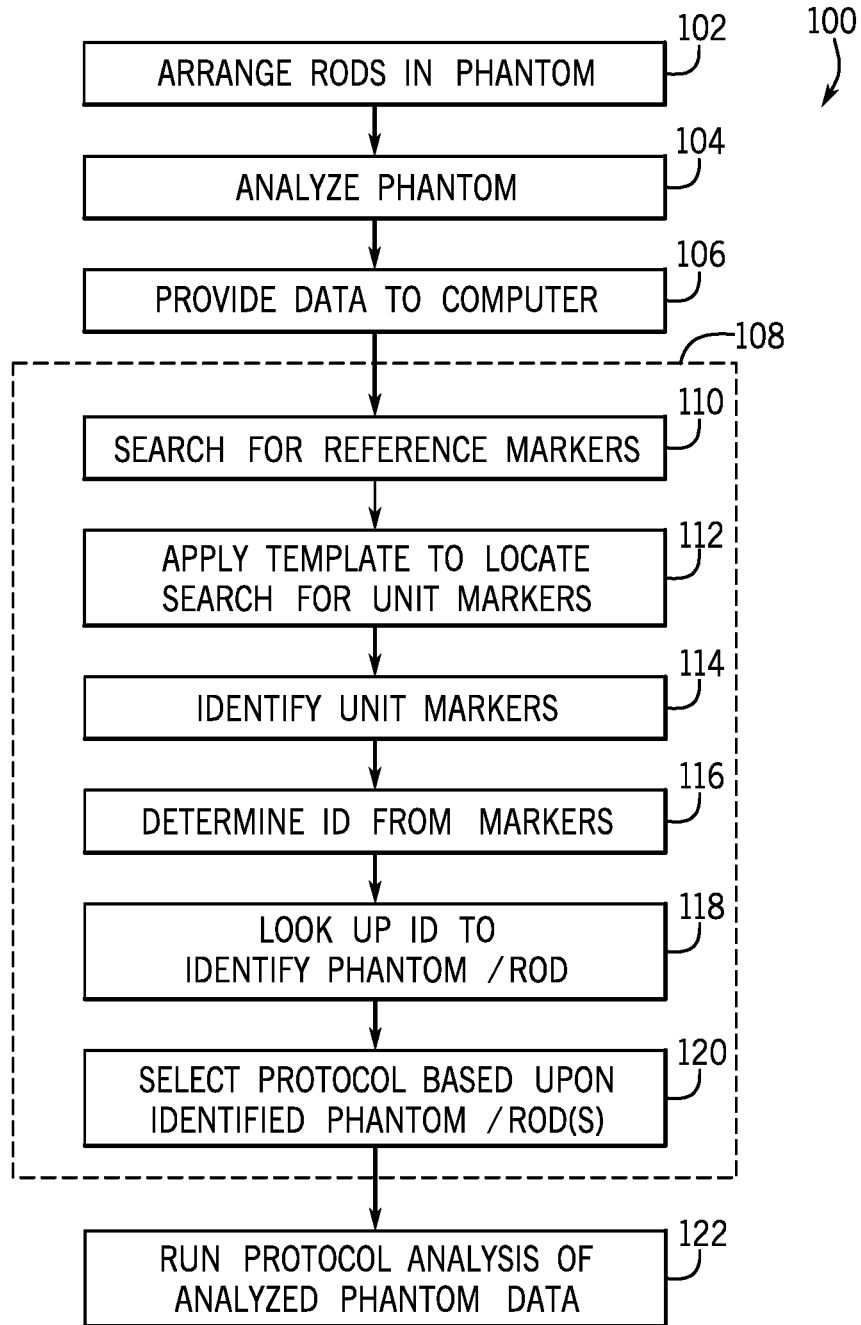 100
102
ARRANGE RODS IN PHANTOM
104
ANALYZE PHANTOM
106
PROVIDE DATA TO COMPUTER
108
110
SEARCH FOR REFERENCE MARKERS
112
APPLY TEMPLATE TO LOCATE
SEARCH FOR UNIT MARKERS
114
IDENTIFY UNIT MARKERS
116
DETERMINE ID FROM MARKERS
118
LOOK UP ID TO
IDENTIFY PHANTOM /ROD
120
SELECT PROTOCOL BASED UPON
IDENTIFIED PHANTOM /ROD(S)
122
RUN PROTOCOL ANALYSIS OF
ANALYZED PHANTOM DATA